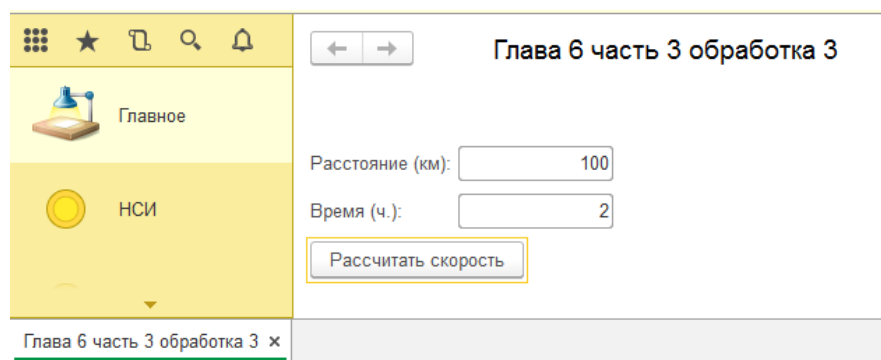 Глава 6 часть 3 обработка 3
Главное
НСИ
Расстояние (км): 100
Время (ч.): 2
Рассчитать скорость
Глава 6 часть 3 обработка 3 ×